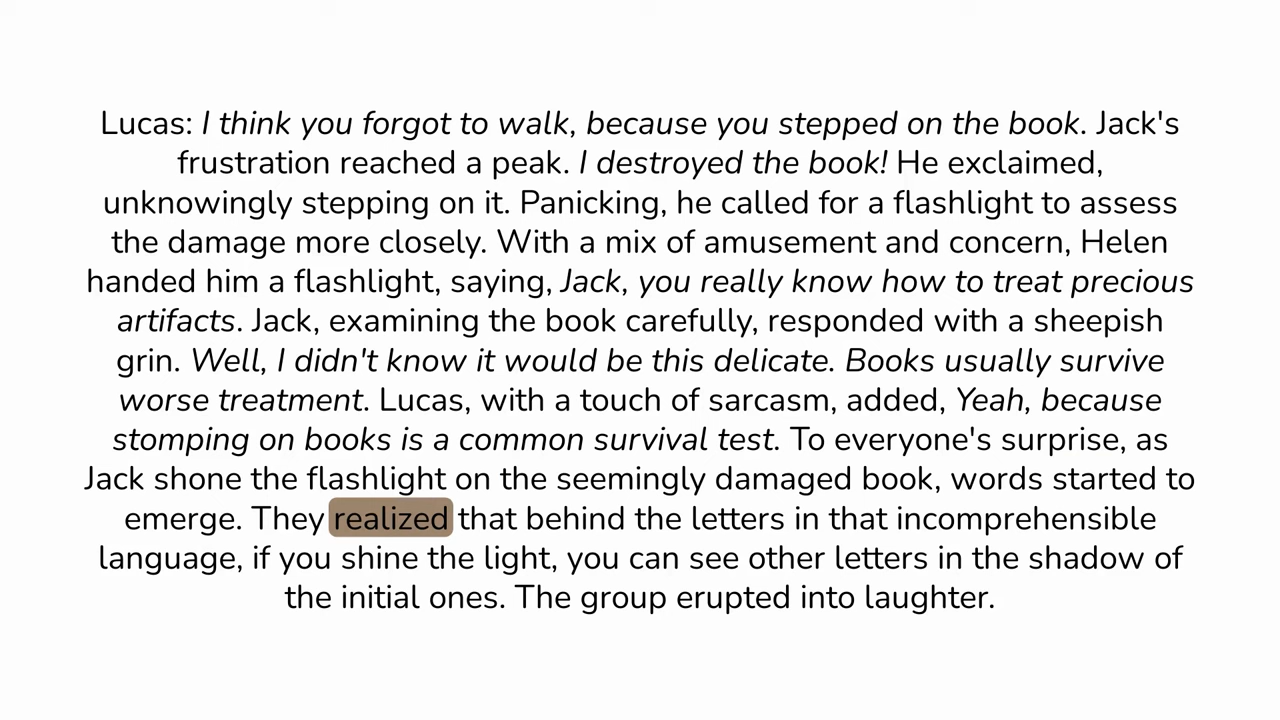 Lucas: I think you forgot to walk, because you stepped on the book. Jack's
frustration reached a peak. I destroyed the book! He exclaimed,
unknowingly stepping on it. Panicking, he called for a flashlight to assess
the damage more closely. With a mix of amusement and concern, Helen
handed him a flashlight, saying, Jack, you really know how to treat precious
artifacts. Jack, examining the book carefully, responded with a sheepish
grin. Well, I didn't know it would be this delicate. Books usually survive
worse treatment. Lucas, with a touch of sarcasm, added, Yeah, because
stomping on books is a common survival test. To everyone's surprise, as
Jack shone the flashlight on the seemingly damaged book, words started to
emerge. They realized that behind the letters in that incomprehensible
language, if you shine the light, you can see other letters in the shadow of
the initial ones. The group erupted into laughter.